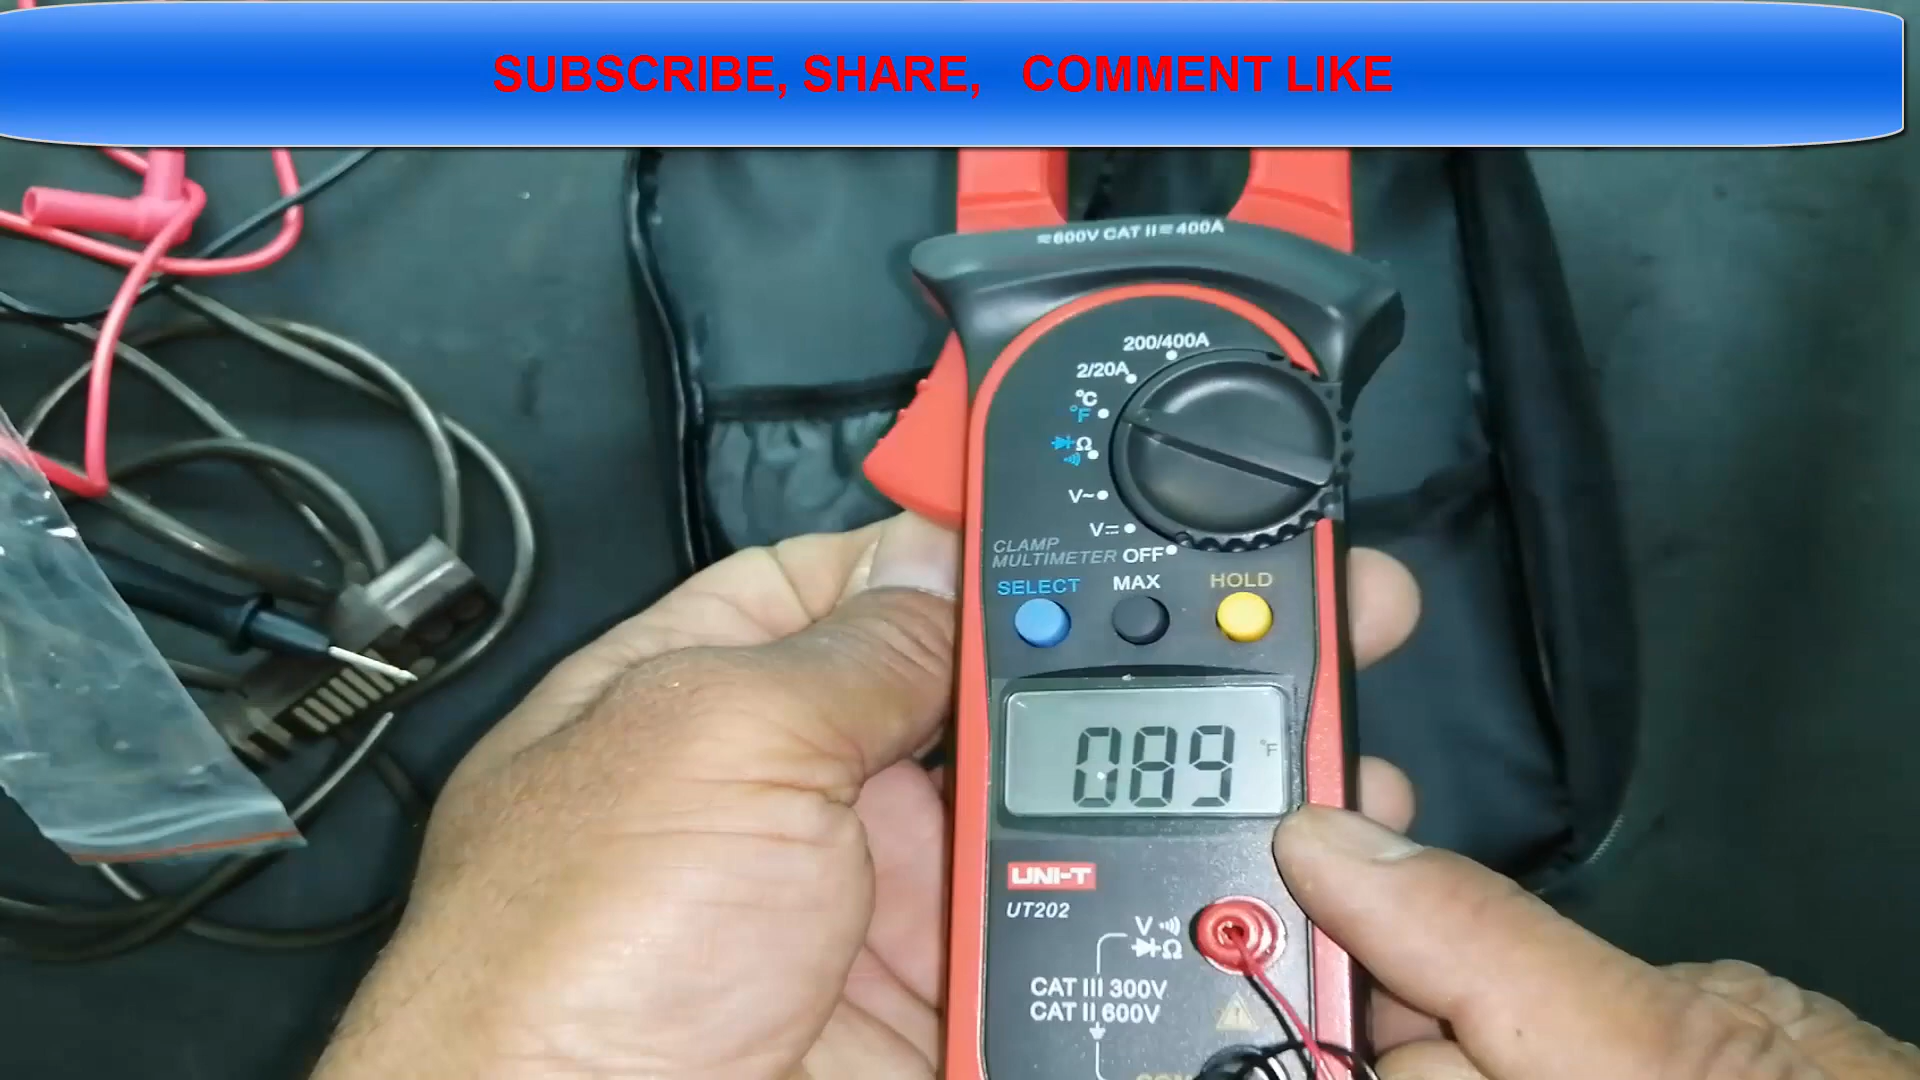 SUBSCRIBE, SHARE, COMMENT LIKE
≂600V CAT II≂400A
200/400A
2/20A
°C
°F
Ω
V~
V⎓
CLAMP
MULTIMETER OFF
SELECT MAX HOLD
089 °F
UNI-T
UT202
V
Ω
CAT III 300V
CAT II 600V